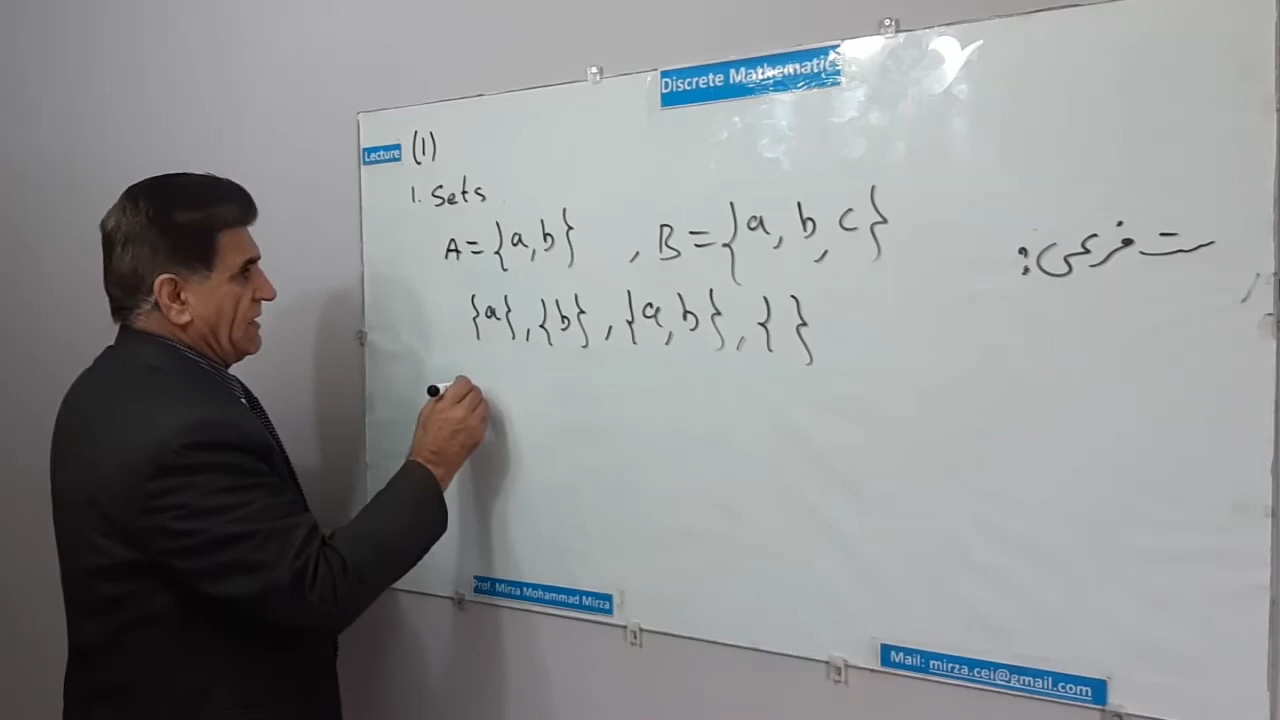 Discrete Mathematics
Lecture (1)
1. Sets
A = {a, b} , B = {a, b, c}
ست فرعی:
{a}, {b}, {a, b}, { }
Prof. Mirza Mohammad Mirza
Mail: mirza.cei@gmail.com